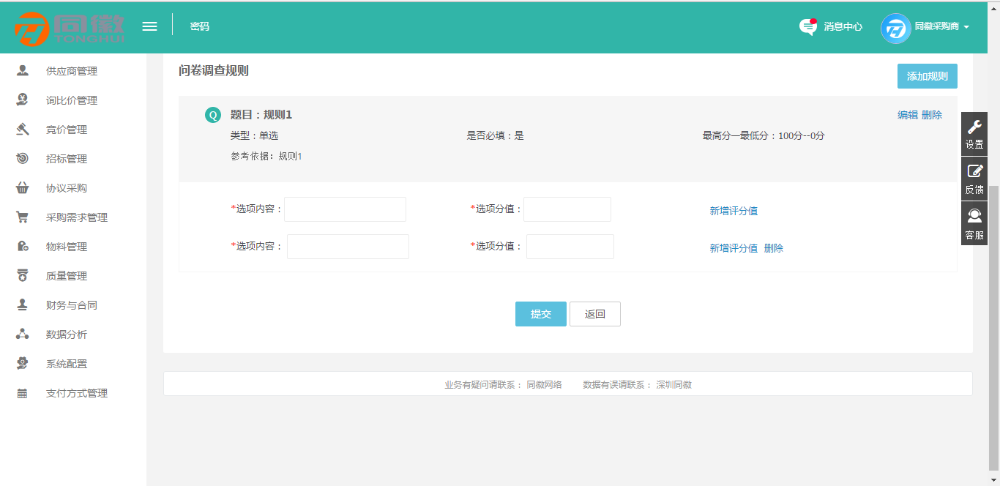 同徽 TONGHUI 密码 消息中心 同徽采购商
供应商管理
询比价管理
竞价管理
招标管理
协议采购
采购需求管理
物料管理
质量管理
财务与合同
数据分析
系统配置
支付方式管理
问卷调查规则 添加规则
Q 题目：规则1 编辑 删除
类型：单选 是否必填：是 最高分—最低分：100分--0分
参考依据：规则1
*选项内容： *选项分值： 新增评分值
*选项内容： *选项分值： 新增评分值 删除
提交 返回
业务有疑问请联系： 同徽网络 数据有误请联系： 深圳同徽
设置
反馈
客服